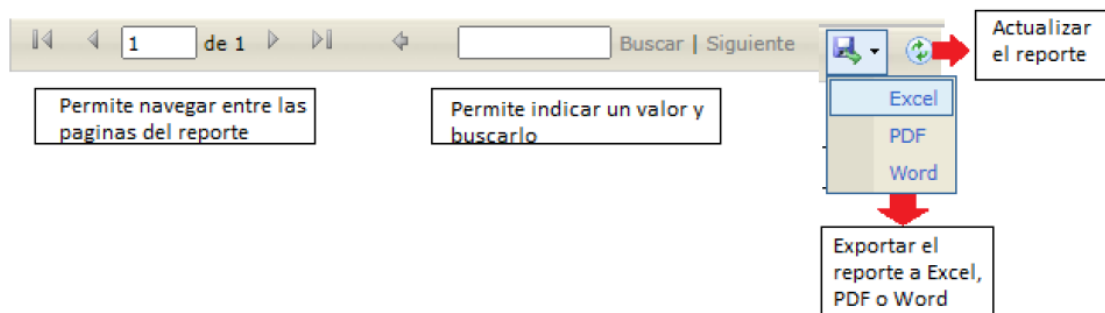 1 de 1 Buscar | Siguiente
Actualizar
el reporte
Permite navegar entre las
paginas del reporte
Permite indicar un valor y
buscarlo
Excel
PDF
Word
Exportar el
reporte a Excel,
PDF o Word